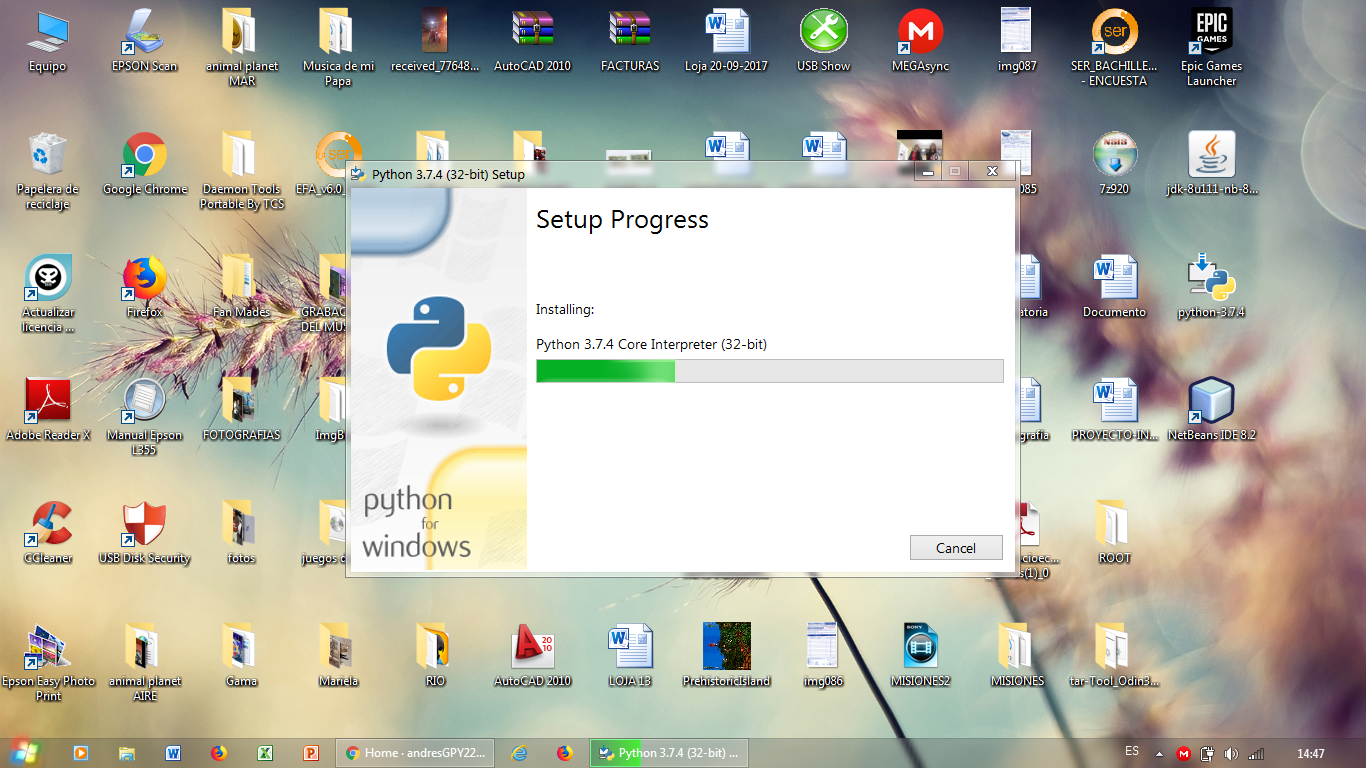 Equipo
EPSON Scan
animal planet
MAR
Musica de mi
Papa
received_77648...
AutoCAD 2010
FACTURAS
Loja 20-09-2017
USB Show
MEGAsync
img087
SER_BACHILLE...
- ENCUESTA
Epic Games
Launcher
Papelera de
reciclaje
Google Chrome
Daemon Tools
Portable By TCS
EFA_v6.0_
085
7z920
jdk-8u111-nb-8...
Python 3.7.4 (32-bit) Setup
Setup Progress
Installing:
Python 3.7.4 Core Interpreter (32-bit)
python
for
windows
Cancel
Actualizar
licencia ...
Firefox
Fan Mades
GRABAC
DEL MUS
atoria
Documento
python-3.7.4
Adobe Reader X
Manual Epson
L355
FOTOGRAFIAS
ImgB
grafía
PROYECTO-IN...
NetBeans IDE 8.2
CCleaner
USB Disk Security
fotos
juegos d
cioec...
s(1)_0
ROOT
Epson Easy Photo
Print
animal planet
AIRE
Gama
Mariela
RIO
AutoCAD 2010
LOJA 13
PrehistoricIsland
img086
MISIONES2
MISIONES
tar-Tool_Odin3...
Home · andresGPY22...
Python 3.7.4 (32-bit) ...
ES
14:47